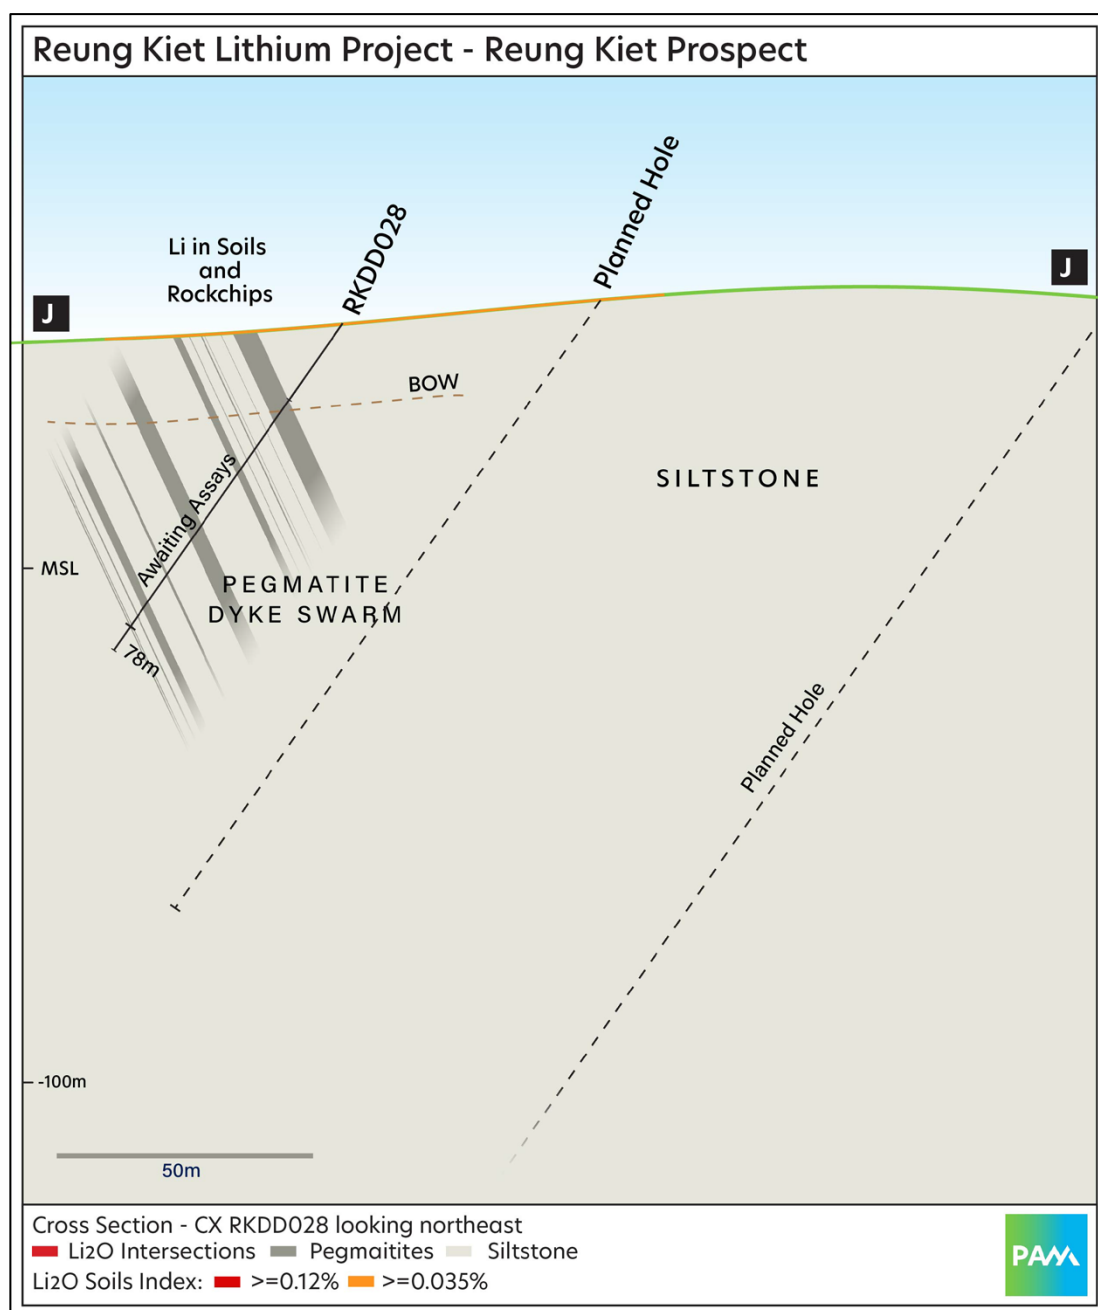 Reung Kiet Lithium Project - Reung Kiet Prospect
Planned Hole
RKDD028
Li in Soils
and
Rockchips
J
J
BOW
Awaiting Assays
SILTSTONE
MSL
PEGMATITE
DYKE SWARM
78m
Planned Hole
-100m
50m
Cross Section - CX RKDD028 looking northeast
Li2O Intersections Pegmaitites Siltstone
Li2O Soils Index: >=0.12% >=0.035%
PAM